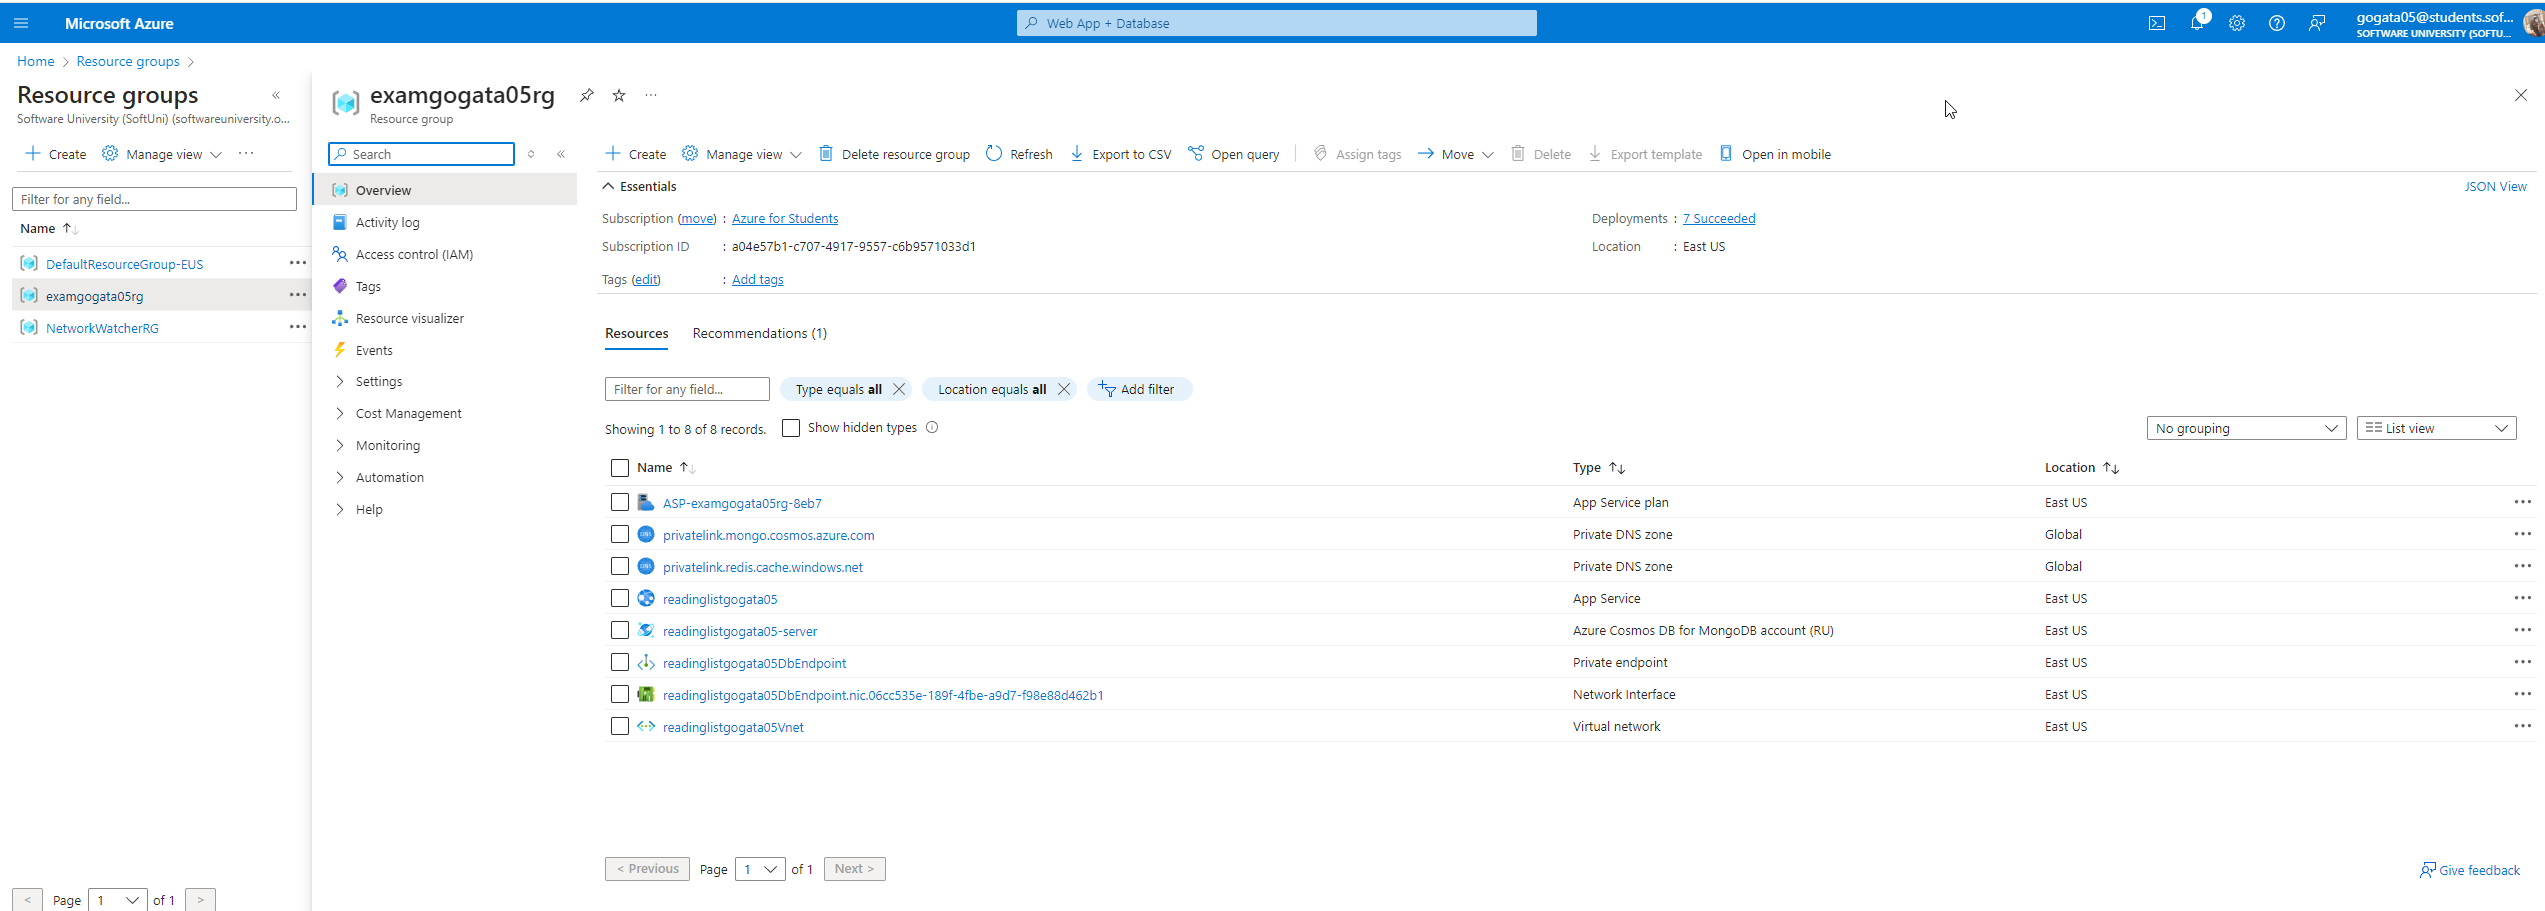 Microsoft Azure
Web App + Database
1
gogata05@students.sof...
SOFTWARE UNIVERSITY (SOFTU...
Home > Resource groups >
Resource groups
Software University (SoftUni) (softwareuniversity.o...
Create Manage view ...
Filter for any field...
Name
DefaultResourceGroup-EUS
examgogata05rg
NetworkWatcherRG
< Page 1 of 1 >
examgogata05rg
Resource group
Search
Overview
Activity log
Access control (IAM)
Tags
Resource visualizer
Events
Settings
Cost Management
Monitoring
Automation
Help
Create Manage view Delete resource group Refresh Export to CSV Open query Assign tags Move Delete Export template Open in mobile
Essentials
JSON View
Subscription (move) : Azure for Students
Subscription ID : a04e57b1-c707-4917-9557-c6b9571033d1
Tags (edit) : Add tags
Deployments : 7 Succeeded
Location : East US
Resources Recommendations (1)
Filter for any field... Type equals all Location equals all Add filter
Showing 1 to 8 of 8 records. Show hidden types
No grouping List view
Name Type Location
ASP-examgogata05rg-8eb7 App Service plan East US
privatelink.mongo.cosmos.azure.com Private DNS zone Global
privatelink.redis.cache.windows.net Private DNS zone Global
readinglistgogata05 App Service East US
readinglistgogata05-server Azure Cosmos DB for MongoDB account (RU) East US
readinglistgogata05DbEndpoint Private endpoint East US
readinglistgogata05DbEndpoint.nic.06cc535e-189f-4fbe-a9d7-f98e88d462b1 Network Interface East US
readinglistgogata05Vnet Virtual network East US
< Previous Page 1 of 1 Next >
Give feedback